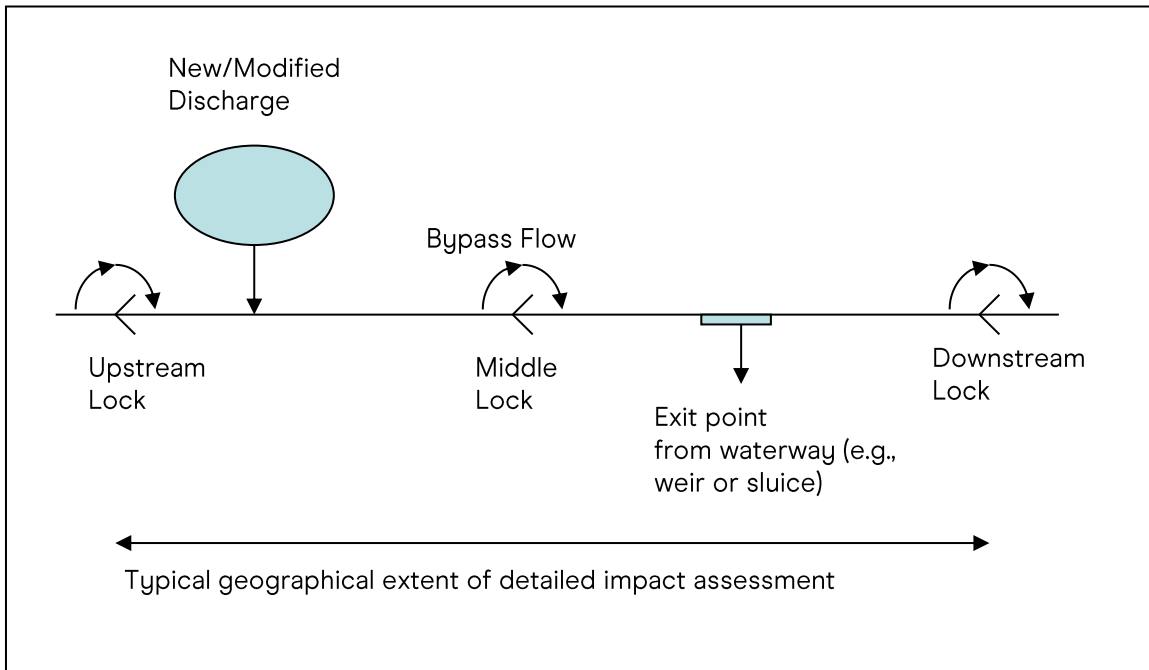 New/Modified
Discharge
Bypass Flow
Upstream
Lock
Middle
Lock
Downstream
Lock
Exit point
from waterway (e.g.,
weir or sluice)
Typical geographical extent of detailed impact assessment